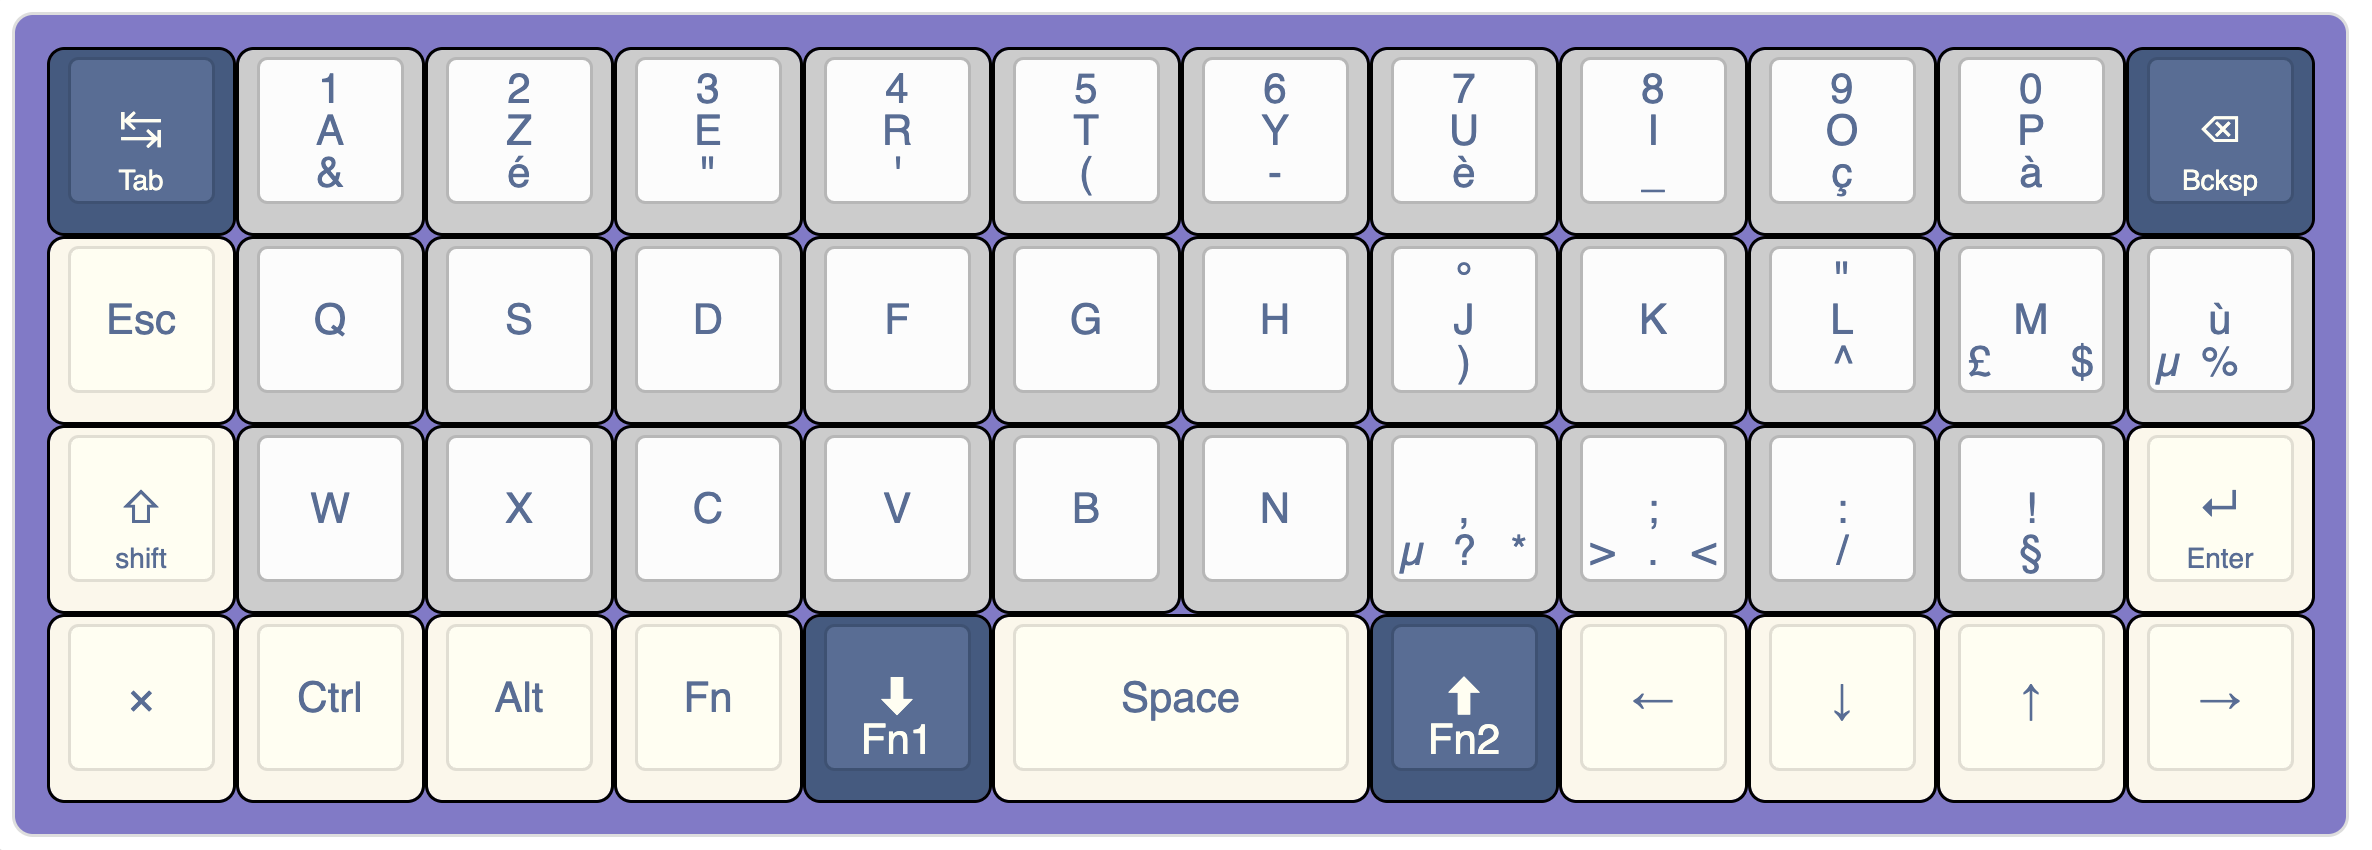 1 2 3 4 5 6 7 8 9 0
⇤ A Z E R T Y U I O P ⌫
⇥
Tab & é " ' ( - è _ ç à Bcksp
° "
Esc Q S D F G H J K L M ù
) ^ £ $ µ %
⇧ W X C V B N , ; : ! ↵
shift µ ? * > . < / § Enter
× Ctrl Alt Fn ⬇ Space ⬆ ← ↓ ↑ →
Fn1 Fn2